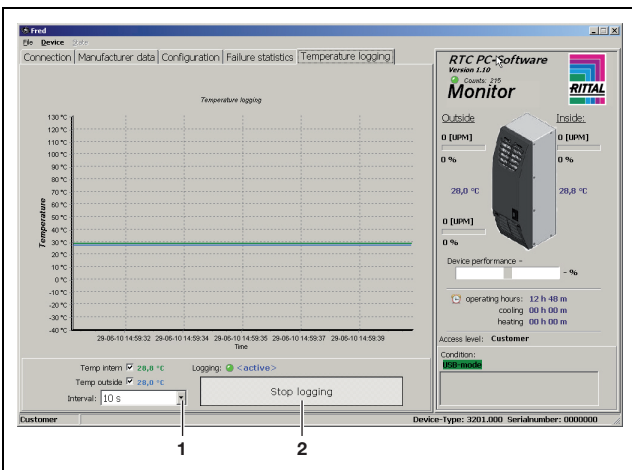 Fred
File Device State
Connection Manufacturer data Configuration Failure statistics Temperature logging
Temperature logging
130 °C
120 °C
110 °C
100 °C
90 °C
80 °C
70 °C
60 °C
50 °C
40 °C
30 °C
20 °C
10 °C
0 °C
-10 °C
-20 °C
-30 °C
-40 °C
Temperature
29-06-10 14:59:32 29-06-10 14:59:34 29-06-10 14:59:35 29-06-10 14:59:37 29-06-10 14:59:39
Time
Temp intern 28,8 °C Logging: <active>
Temp outside 28,0 °C
Interval: 10 s
Stop logging
RTC PC-Software
Version 1.10
Counts: 215
Monitor
RITTAL
Outside Inside:
0 [UPM] 0 [UPM]
0 % 0 %
28,0 °C 28,8 °C
0 [UPM]
0 %
Device performance -
- %
operating hours: 12 h 48 m
cooling 00 h 00 m
heating 00 h 00 m
Access level: Customer
Condition:
USB-mode
Customer Device-Type: 3201.000 Serialnumber: 0000000
1 2